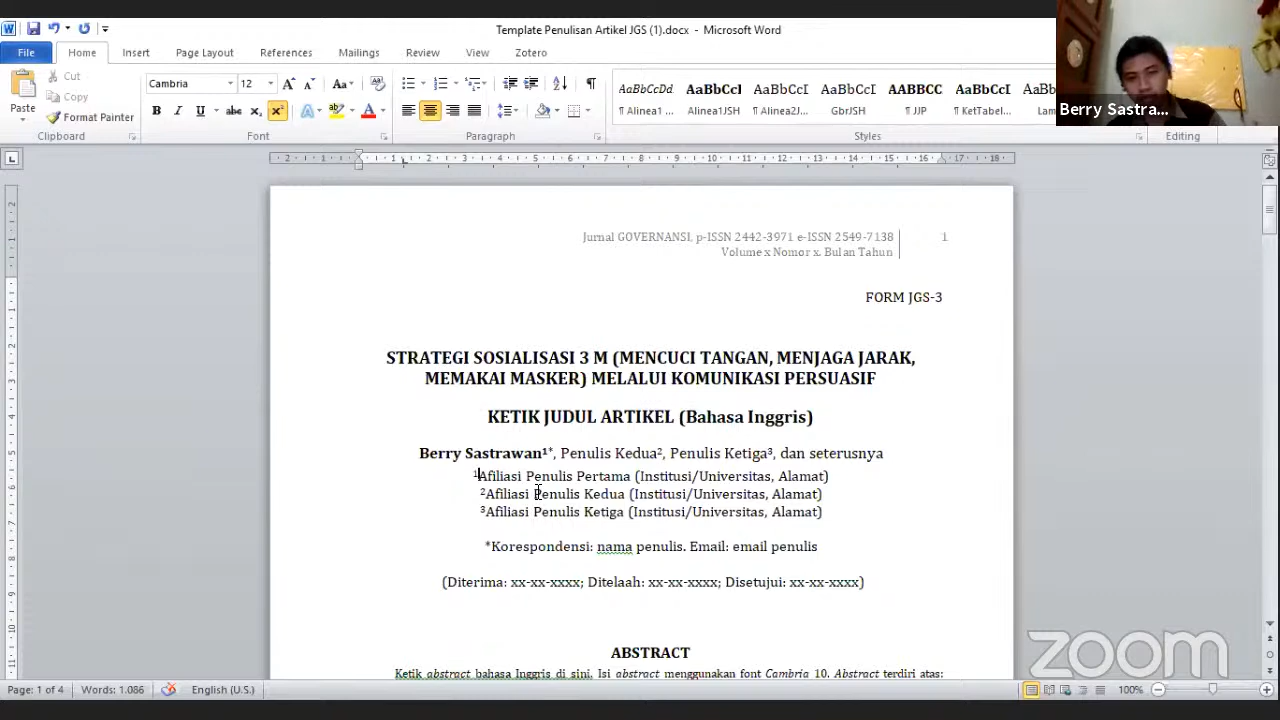 Template Penulisan Artikel JGS (1).docx - Microsoft Word
File Home Insert Page Layout References Mailings Review View Zotero
Berry Sastra...
Paste
Cut
Copy
Format Painter
Cambria 12
AaBbCcDd AaBbCcI AaBbCcI AaBbCcI AABBCC AaBbCcI
¶ Alinea1 Alinea1JSH ¶ Alinea2J... GbrJSH ¶ JJP ¶ KetTabel...
Clipboard Font Paragraph Styles Editing
Jurnal GOVERNANSI, p-ISSN 2442-3971 e-ISSN 2549-7138 1
Volume x Nomor x. Bulan Tahun
FORM JGS-3
STRATEGI SOSIALISASI 3 M (MENCUCI TANGAN, MENJAGA JARAK,
MEMAKAI MASKER) MELALUI KOMUNIKASI PERSUASIF
KETIK JUDUL ARTIKEL (Bahasa Inggris)
Berry Sastrawan¹*, Penulis Kedua², Penulis Ketiga³, dan seterusnya
¹Afiliasi Penulis Pertama (Institusi/Universitas, Alamat)
²Afiliasi Penulis Kedua (Institusi/Universitas, Alamat)
³Afiliasi Penulis Ketiga (Institusi/Universitas, Alamat)
*Korespondensi: nama penulis. Email: email penulis
(Diterima: xx-xx-xxxx; Ditelaah: xx-xx-xxxx; Disetujui: xx-xx-xxxx)
ABSTRACT
Ketik abstract bahasa Inggris di sini. Isi abstract menggunakan font Cambria 10. Abstract terdiri atas:
zoom
Page: 1 of 4 Words: 1.086 English (U.S.) 100%